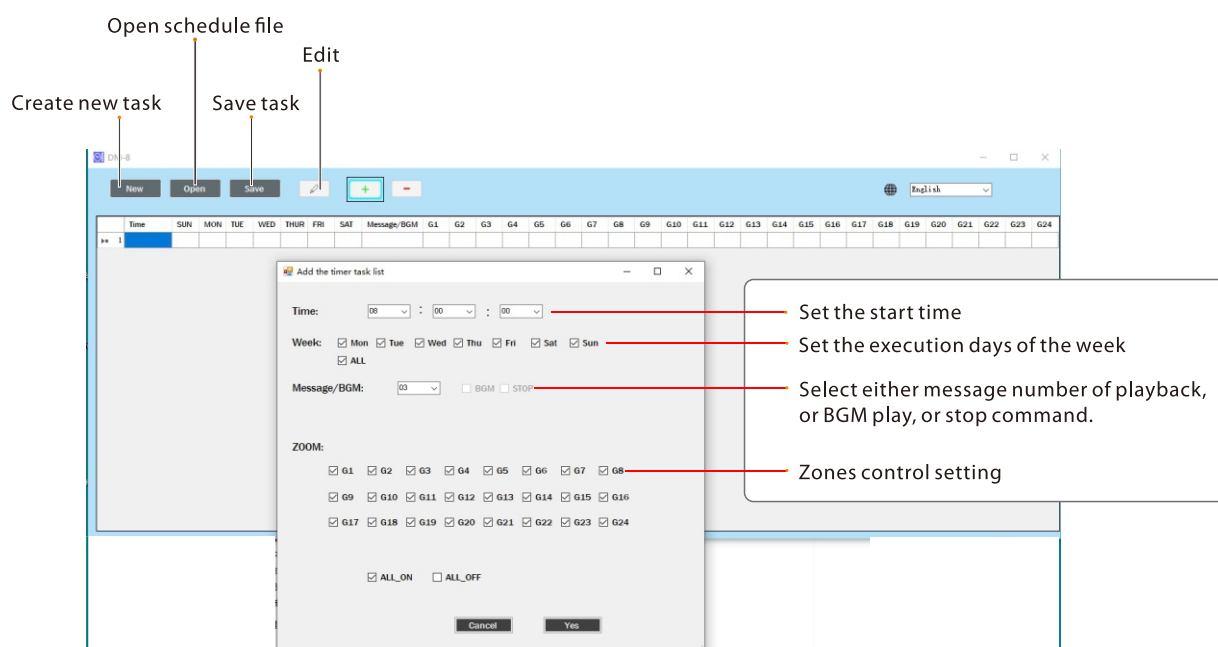 Open schedule file
Edit
Create new task
Save task
DM-8
New Open Save + - English
Time SUN MON TUE WED THUR FRI SAT Message/BGM G1 G2 G3 G4 G5 G6 G7 G8 G9 G10 G11 G12 G13 G14 G15 G16 G17 G18 G19 G20 G21 G22 G23 G24
1
Add the timer task list
Time: 08 : 00 : 00
Set the start time
Week: Mon Tue Wed Thu Fri Sat Sun
ALL
Set the execution days of the week
Message/BGM: 03 BGM STOP
Select either message number of playback,
or BGM play, or stop command.
ZOOM:
G1 G2 G3 G4 G5 G6 G7 G8
Zones control setting
G9 G10 G11 G12 G13 G14 G15 G16
G17 G18 G19 G20 G21 G22 G23 G24
ALL_ON ALL_OFF
Cancel Yes